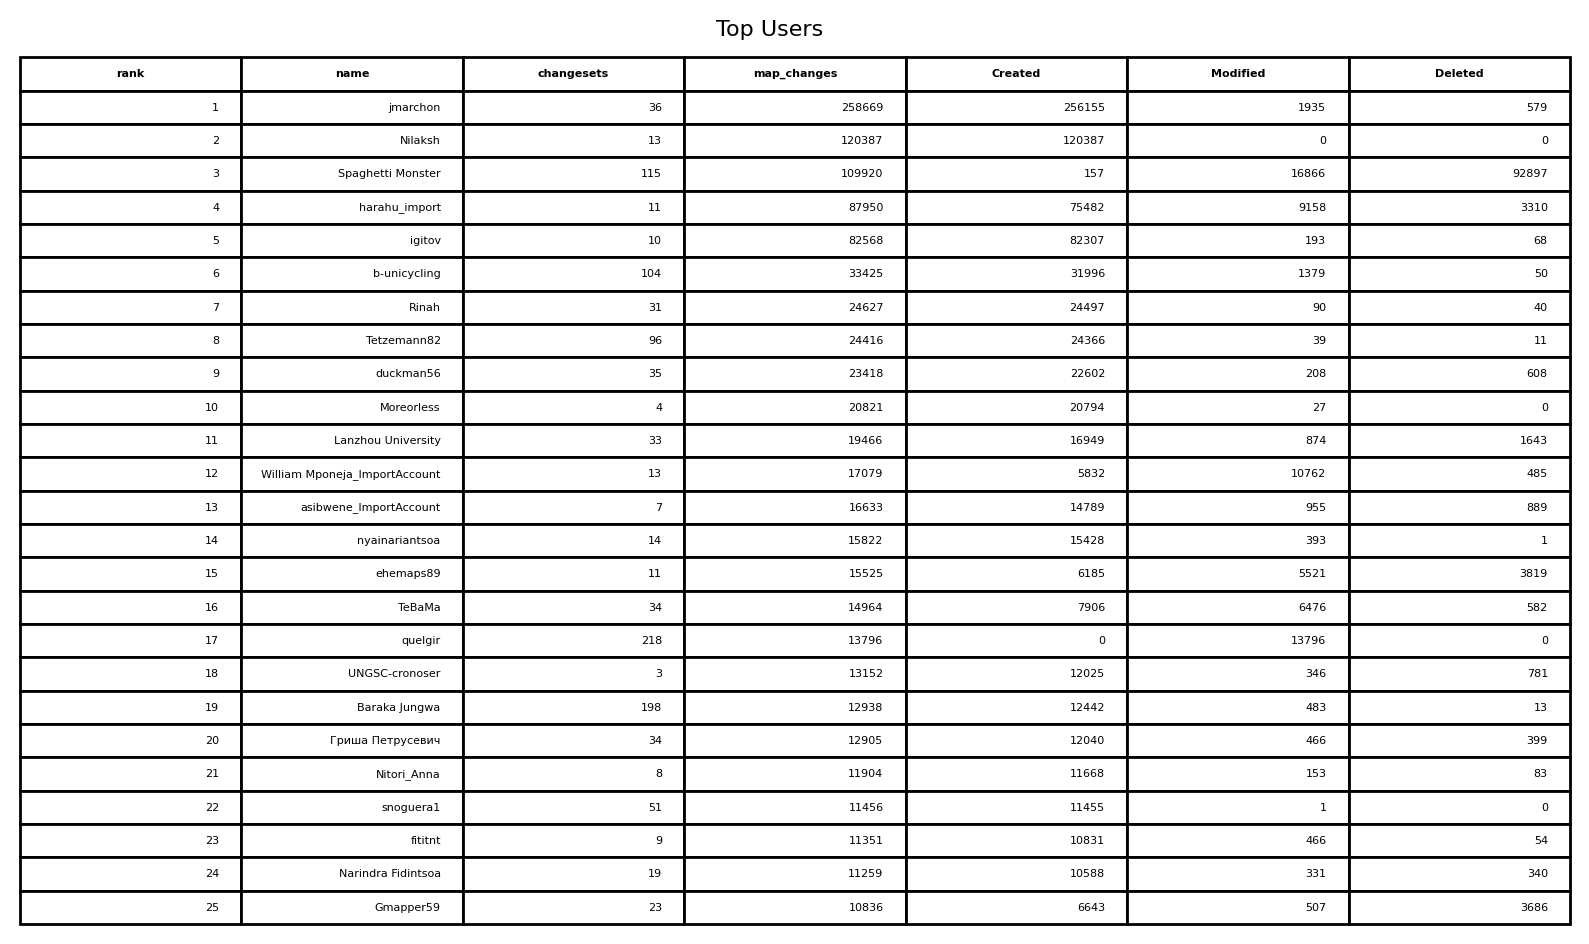 Top Users
rank name changesets map_changes Created Modified Deleted
1 jmarchon 36 258669 256155 1935 579
2 Nilaksh 13 120387 120387 0 0
3 Spaghetti Monster 115 109920 157 16866 92897
4 harahu_import 11 87950 75482 9158 3310
5 igitov 10 82568 82307 193 68
6 b-unicycling 104 33425 31996 1379 50
7 Rinah 31 24627 24497 90 40
8 Tetzemann82 96 24416 24366 39 11
9 duckman56 35 23418 22602 208 608
10 Moreorless 4 20821 20794 27 0
11 Lanzhou University 33 19466 16949 874 1643
12 William Mponeja_ImportAccount 13 17079 5832 10762 485
13 asibwene_ImportAccount 7 16633 14789 955 889
14 nyainariantsoa 14 15822 15428 393 1
15 ehemaps89 11 15525 6185 5521 3819
16 TeBaMa 34 14964 7906 6476 582
17 quelgir 218 13796 0 13796 0
18 UNGSC-cronoser 3 13152 12025 346 781
19 Baraka Jungwa 198 12938 12442 483 13
20 Гриша Петрусевич 34 12905 12040 466 399
21 Nitori_Anna 8 11904 11668 153 83
22 snoguera1 51 11456 11455 1 0
23 fititnt 9 11351 10831 466 54
24 Narindra Fidintsoa 19 11259 10588 331 340
25 Gmapper59 23 10836 6643 507 3686